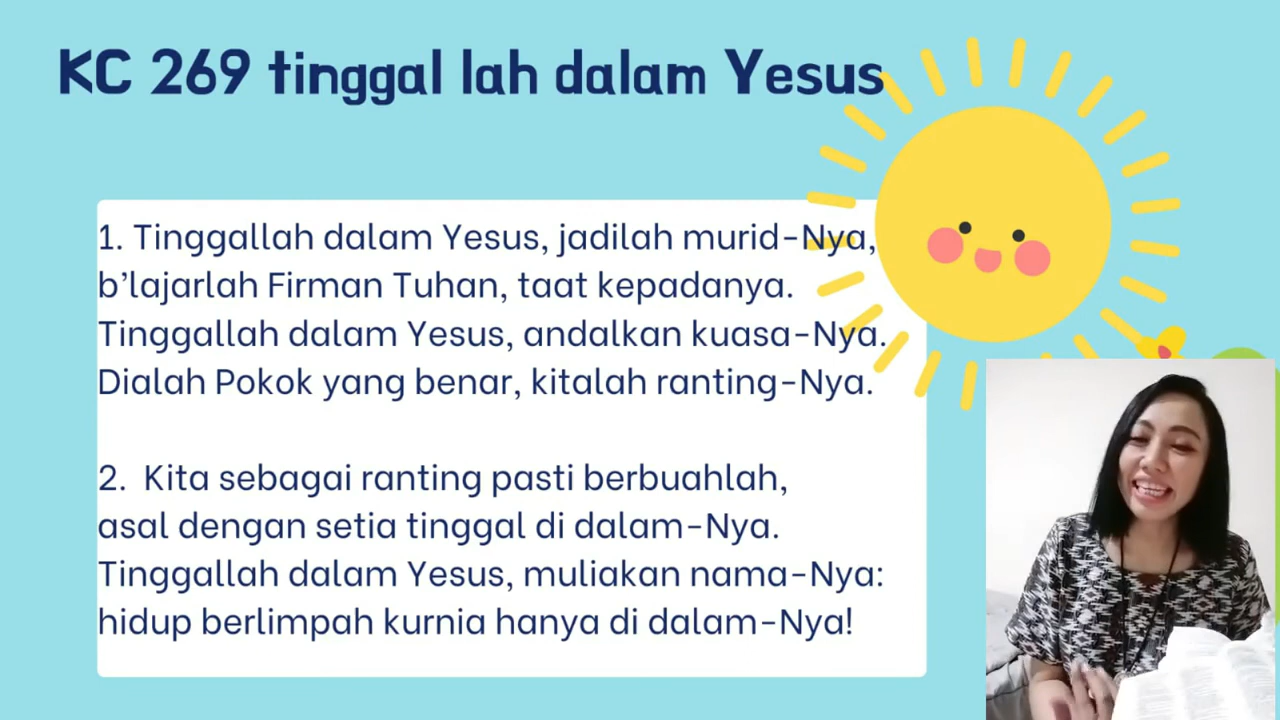 KC 269 tinggal lah dalam Yesus
1. Tinggallah dalam Yesus, jadilah murid-Nya,
b'lajarlah Firman Tuhan, taat kepadanya.
Tinggallah dalam Yesus, andalkan kuasa-Nya.
Dialah Pokok yang benar, kitalah ranting-Nya.
2. Kita sebagai ranting pasti berbuahlah,
asal dengan setia tinggal di dalam-Nya.
Tinggallah dalam Yesus, muliakan nama-Nya:
hidup berlimpah kurnia hanya di dalam-Nya!